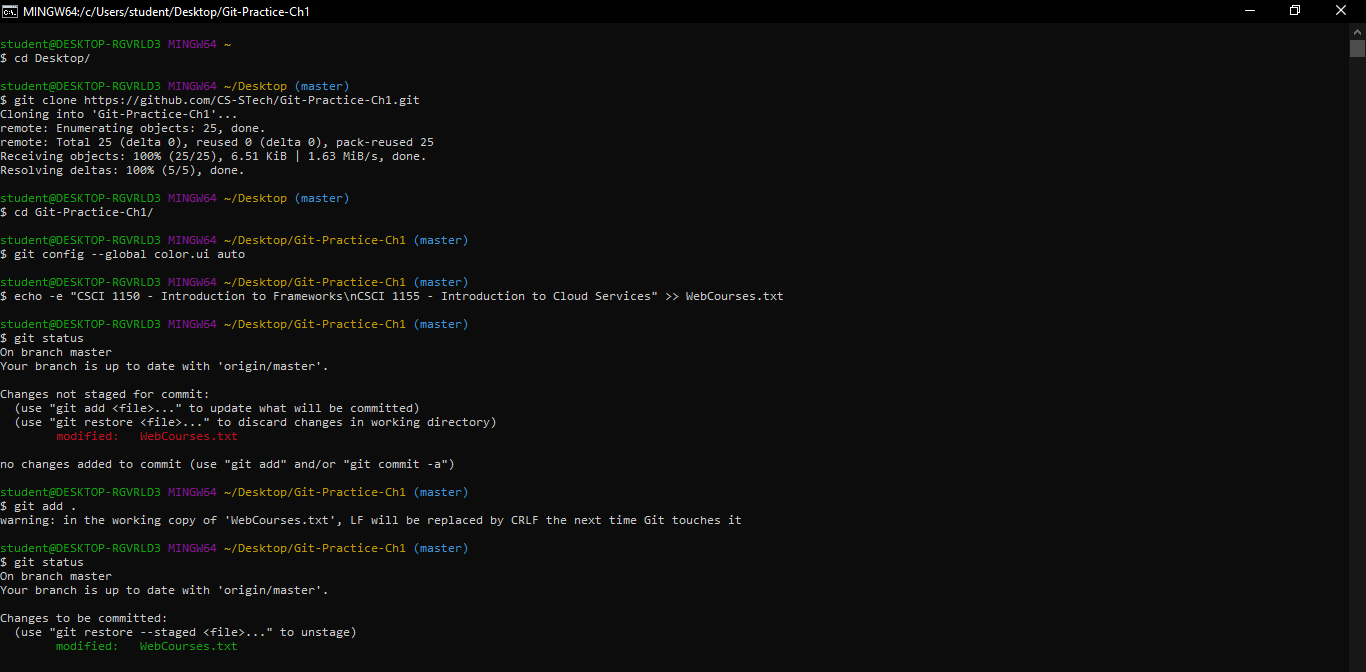 MINGW64:/c/Users/student/Desktop/Git-Practice-Ch1
student@DESKTOP-RGVRLD3 MINGW64 ~
$ cd Desktop/
student@DESKTOP-RGVRLD3 MINGW64 ~/Desktop (master)
$ git clone https://github.com/CS-STech/Git-Practice-Ch1.git
Cloning into 'Git-Practice-Ch1'...
remote: Enumerating objects: 25, done.
remote: Total 25 (delta 0), reused 0 (delta 0), pack-reused 25
Receiving objects: 100% (25/25), 6.51 KiB | 1.63 MiB/s, done.
Resolving deltas: 100% (5/5), done.
student@DESKTOP-RGVRLD3 MINGW64 ~/Desktop (master)
$ cd Git-Practice-Ch1/
student@DESKTOP-RGVRLD3 MINGW64 ~/Desktop/Git-Practice-Ch1 (master)
$ git config --global color.ui auto
student@DESKTOP-RGVRLD3 MINGW64 ~/Desktop/Git-Practice-Ch1 (master)
$ echo -e "CSCI 1150 - Introduction to Frameworks\nCSCI 1155 - Introduction to Cloud Services" >> WebCourses.txt
student@DESKTOP-RGVRLD3 MINGW64 ~/Desktop/Git-Practice-Ch1 (master)
$ git status
On branch master
Your branch is up to date with 'origin/master'.
Changes not staged for commit:
  (use "git add <file>..." to update what will be committed)
  (use "git restore <file>..." to discard changes in working directory)
        modified:   WebCourses.txt
no changes added to commit (use "git add" and/or "git commit -a")
student@DESKTOP-RGVRLD3 MINGW64 ~/Desktop/Git-Practice-Ch1 (master)
$ git add .
warning: in the working copy of 'WebCourses.txt', LF will be replaced by CRLF the next time Git touches it
student@DESKTOP-RGVRLD3 MINGW64 ~/Desktop/Git-Practice-Ch1 (master)
$ git status
On branch master
Your branch is up to date with 'origin/master'.
Changes to be committed:
  (use "git restore --staged <file>..." to unstage)
        modified:   WebCourses.txt